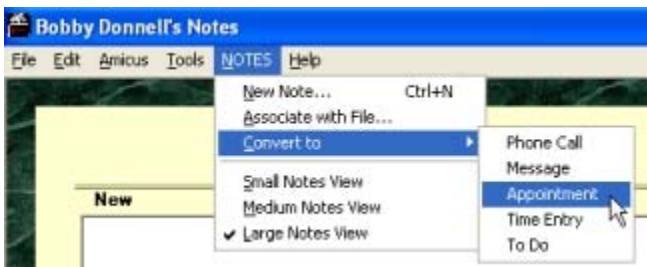 Bobby Donnell's Notes
File Edit Amicus Tools NOTES Help
New Note... Ctrl+N
Associate with File...
Convert to
Phone Call
Message
Appointment
Time Entry
To Do
Small Notes View
Medium Notes View
Large Notes View
New